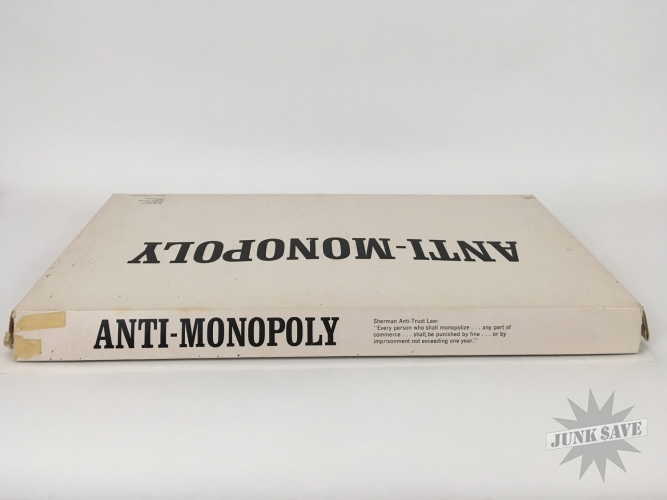 ANTI-MONOPOLY
ANTI-MONOPOLY
Sherman Anti-Trust Law:
"Every person who shall monopolize . . . any part of
commerce . . . shall, be punished by fine . . . or by
imprisonment not exceeding one year."
JUNK $AVE